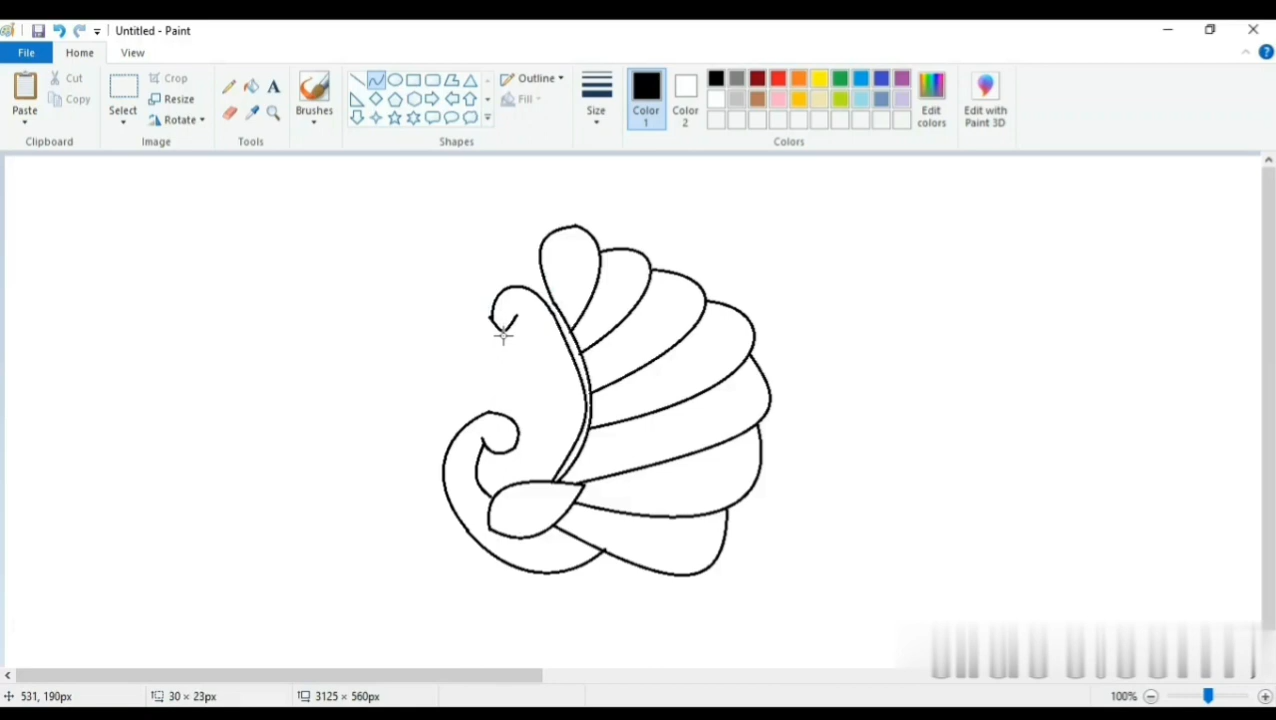 Untitled - Paint
File Home View
Paste
Clipboard
Cut
Copy
Select
Crop
Resize
Rotate
Image
Tools
Brushes
Shapes
Outline
Fill
Size
Color 1
Color 2
Edit colors
Colors
Edit with Paint 3D
531, 190px 30 × 23px 3125 × 560px 100%